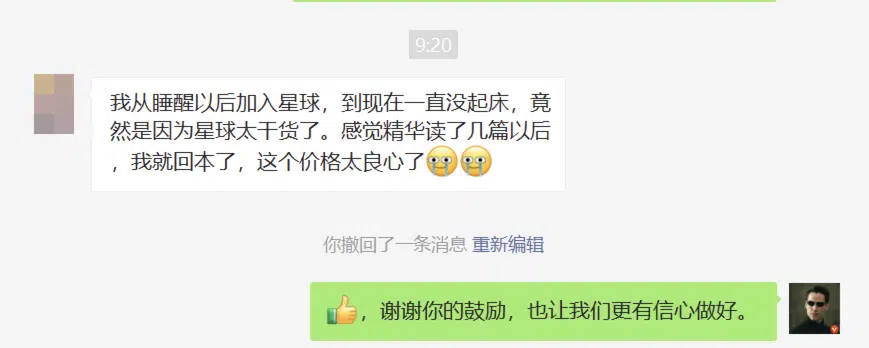 9:20
我从睡醒以后加入星球，到现在一直没起床，竟
然是因为星球太干货了。感觉精华读了几篇以后
，我就回本了，这个价格太良心了🥹🥹
你撤回了一条消息 重新编辑
👍，谢谢你的鼓励，也让我们更有信心做好。